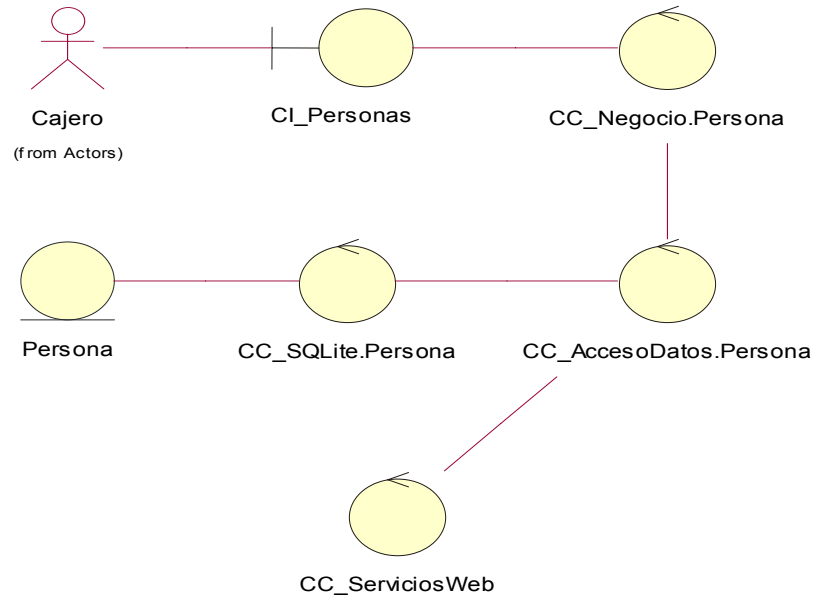 Cajero
(from Actors)
CI_Personas
CC_Negocio.Persona
Persona
CC_SQLite.Persona
CC_AccesoDatos.Persona
CC_ServiciosWeb